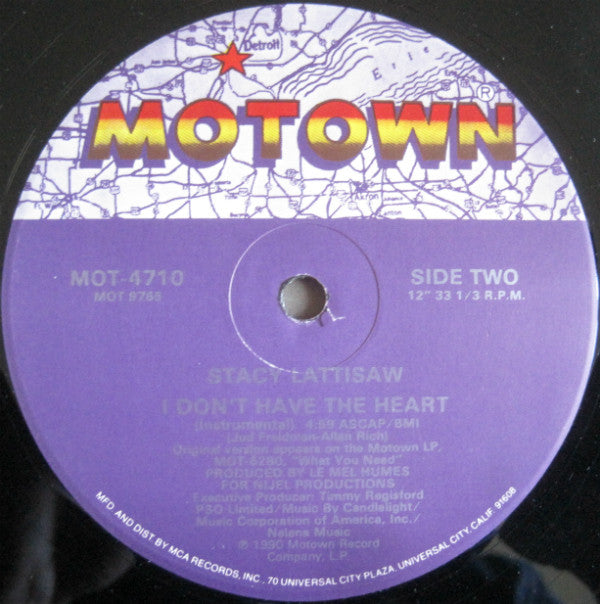 Detroit
Erie
Akron
MOTOWN®
MOT-4710
MOT 9765
SIDE TWO
12" 33 1/3 R.P.M.
STACY LATTISAW
I DON'T HAVE THE HEART
(Instrumental) 4:59 ASCAP/BMI
(Jud Freidman-Allan Rich)
Original version appears on the Motown LP.
MOT-6280, "What You Need"
PRODUCED BY LE MEL HUMES
FOR NIJEL PRODUCTIONS
Executive Producer: Timmy Regisford
PSO Limited/Music By Candlelight/
Music Corporation of America, Inc./
Nelana Music
℗ 1990 Motown Record
Company, L.P.
MFD. AND DIST BY MCA RECORDS, INC. 70 UNIVERSAL CITY PLAZA, UNIVERSAL CITY, CALIF. 91608